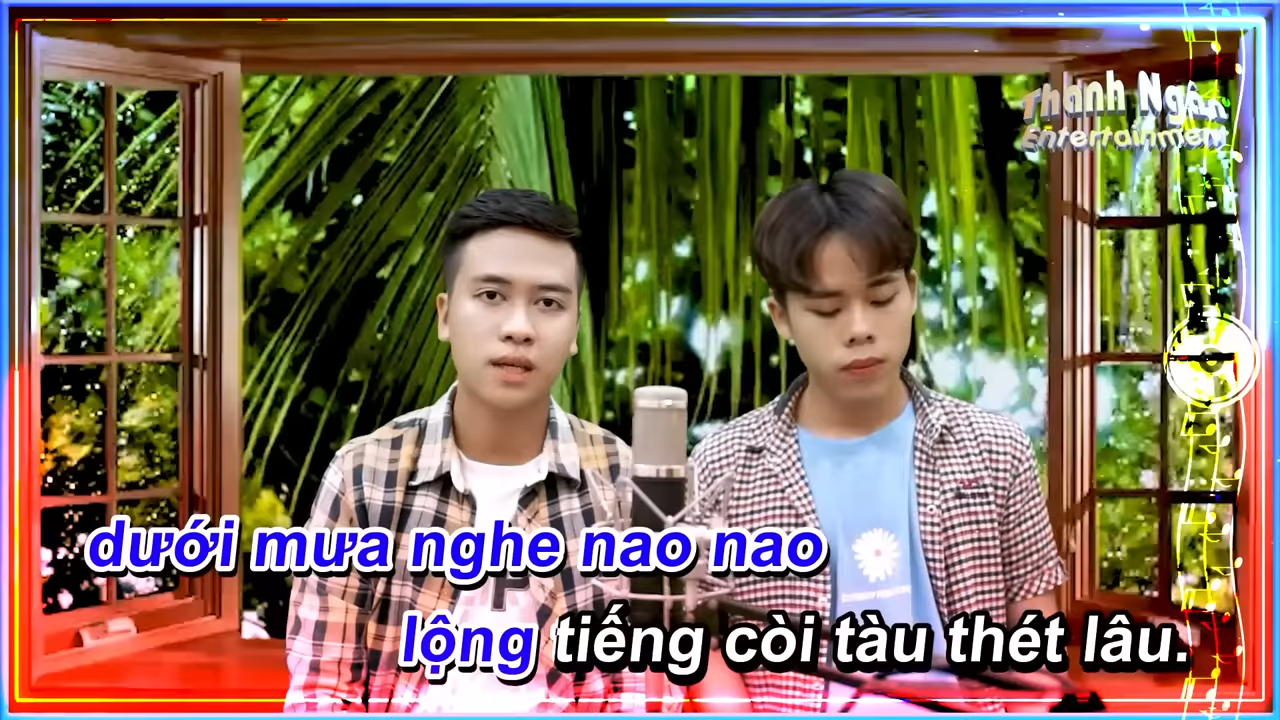 Thanh Ngân
Entertainment
dưới mưa nghe nao nao
lộng tiếng còi tàu thét lâu.